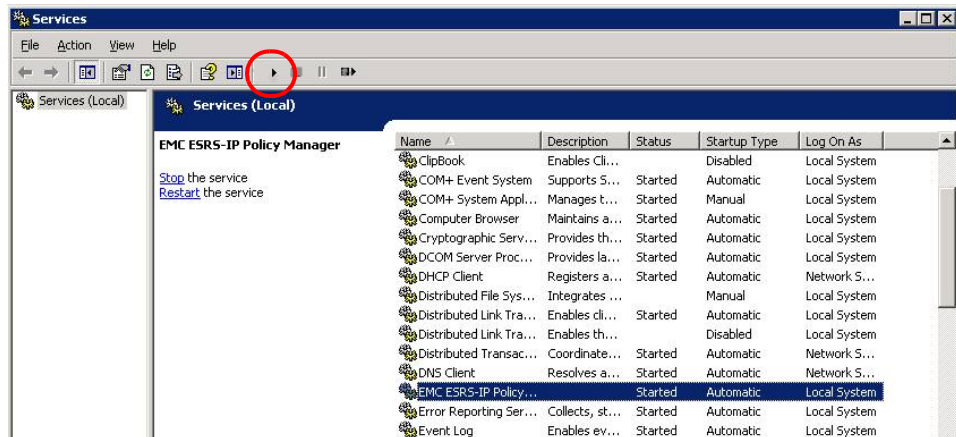 Services
File Action View Help
Services (Local)
Services (Local)
EMC ESRS-IP Policy Manager
Stop the service
Restart the service
Name Description Status Startup Type Log On As
ClipBook Enables Cli... Disabled Local System
COM+ Event System Supports S... Started Automatic Local System
COM+ System Appl... Manages t... Started Manual Local System
Computer Browser Maintains a... Started Automatic Local System
Cryptographic Serv... Provides th... Started Automatic Local System
DCOM Server Proc... Provides la... Started Automatic Local System
DHCP Client Registers a... Started Automatic Network S...
Distributed File Sys... Integrates ... Manual Local System
Distributed Link Tra... Enables cli... Started Automatic Local System
Distributed Link Tra... Enables th... Disabled Local System
Distributed Transac... Coordinate... Started Automatic Network S...
DNS Client Resolves a... Started Automatic Network S...
EMC ESRS-IP Policy... Started Automatic Local System
Error Reporting Ser... Collects, st... Started Automatic Local System
Event Log Enables ev... Started Automatic Local System